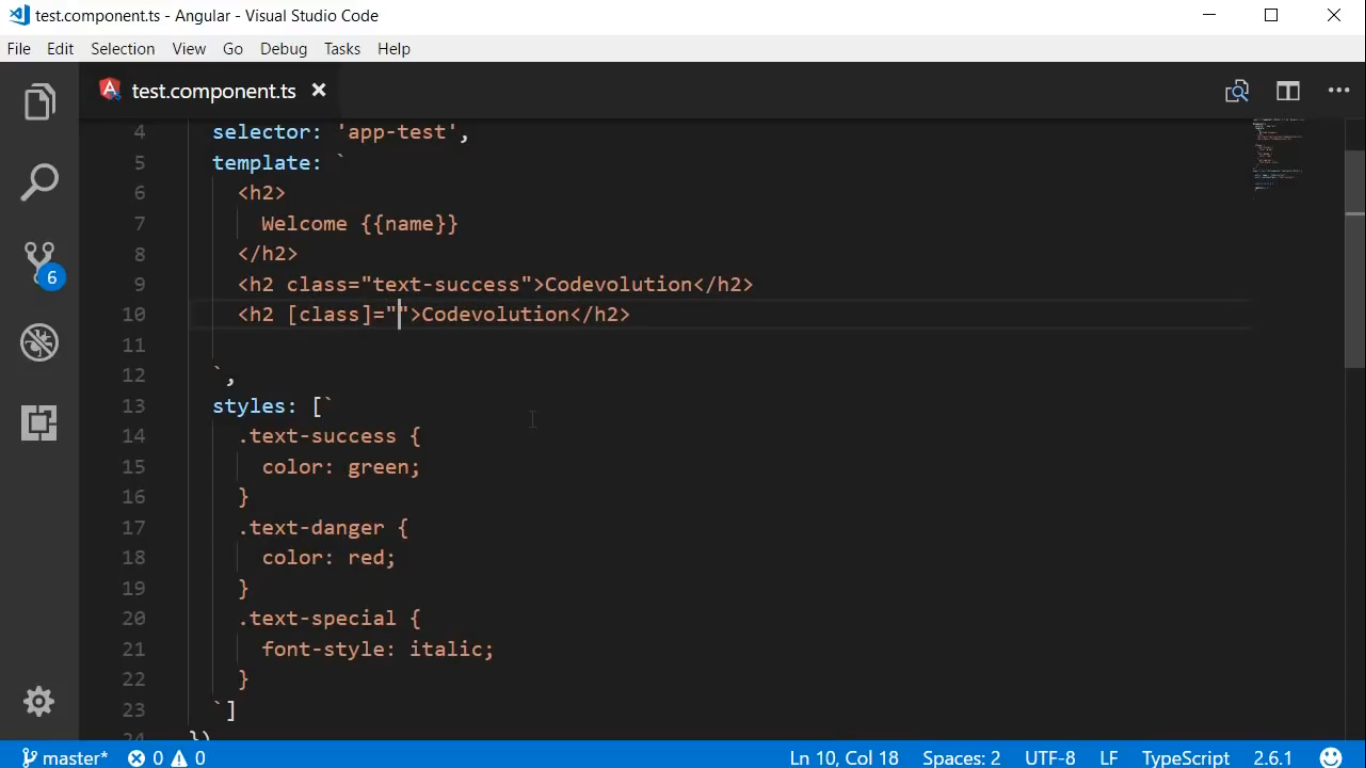 test.component.ts - Angular - Visual Studio Code
File Edit Selection View Go Debug Tasks Help
test.component.ts
4 selector: 'app-test',
5 template: `
6 <h2>
7 Welcome {{name}}
8 </h2>
9 <h2 class="text-success">Codevolution</h2>
10 <h2 [class]="">Codevolution</h2>
11
12 `,
13 styles: [`
14 .text-success {
15 color: green;
16 }
17 .text-danger {
18 color: red;
19 }
20 .text-special {
21 font-style: italic;
22 }
23 `]
24 })
6
master* 0 0 Ln 10, Col 18 Spaces: 2 UTF-8 LF TypeScript 2.6.1